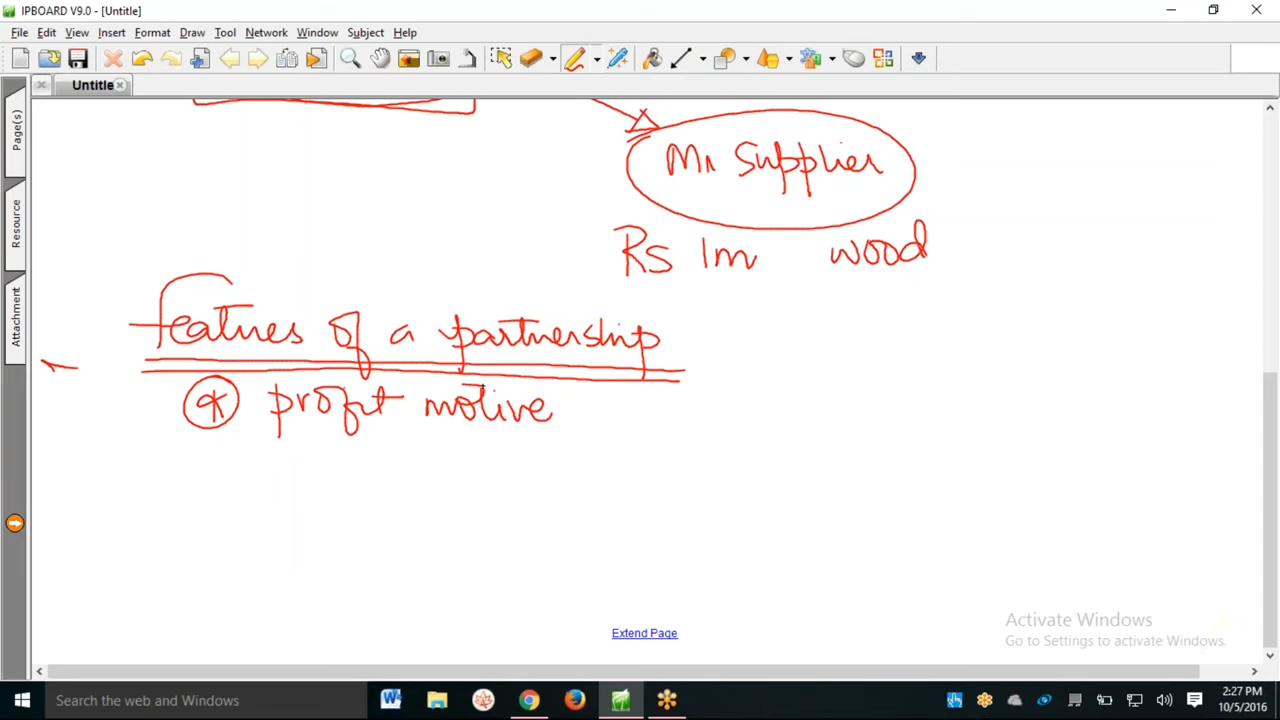 IPBOARD V9.0 - [Untitle]
File Edit View Insert Format Draw Tool Network Window Subject Help
Untitle
Page(s)
Resource
Attachment
Mr Supplier
Rs 1m wood
features of a partnership
* profit motive
Extend Page
Activate Windows
Go to Settings to activate Windows.
Search the web and Windows
2:27 PM
10/5/2016